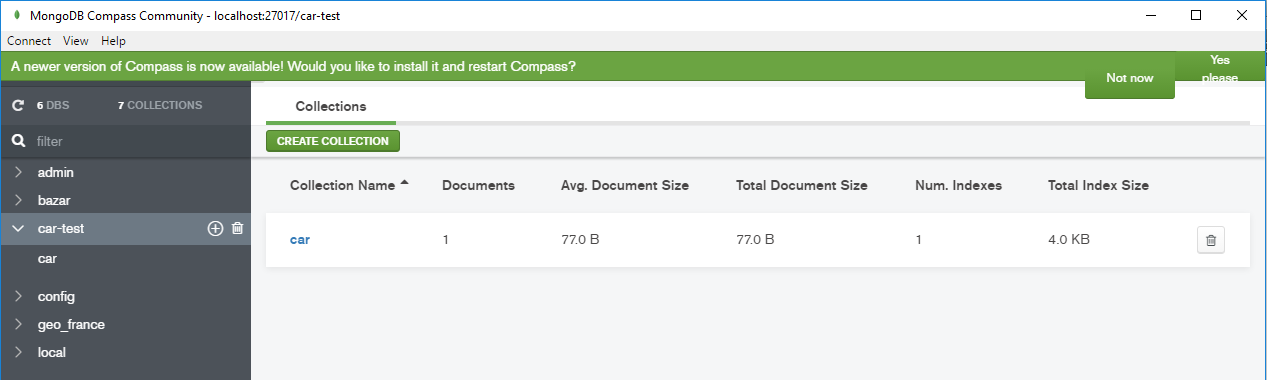 MongoDB Compass Community - localhost:27017/car-test
Connect View Help
A newer version of Compass is now available! Would you like to install it and restart Compass?
Not now
Yes
please
6 DBS 7 COLLECTIONS
filter
admin
bazar
car-test
car
config
geo_france
local
Collections
CREATE COLLECTION
Collection Name Documents Avg. Document Size Total Document Size Num. Indexes Total Index Size
car 1 77.0 B 77.0 B 1 4.0 KB